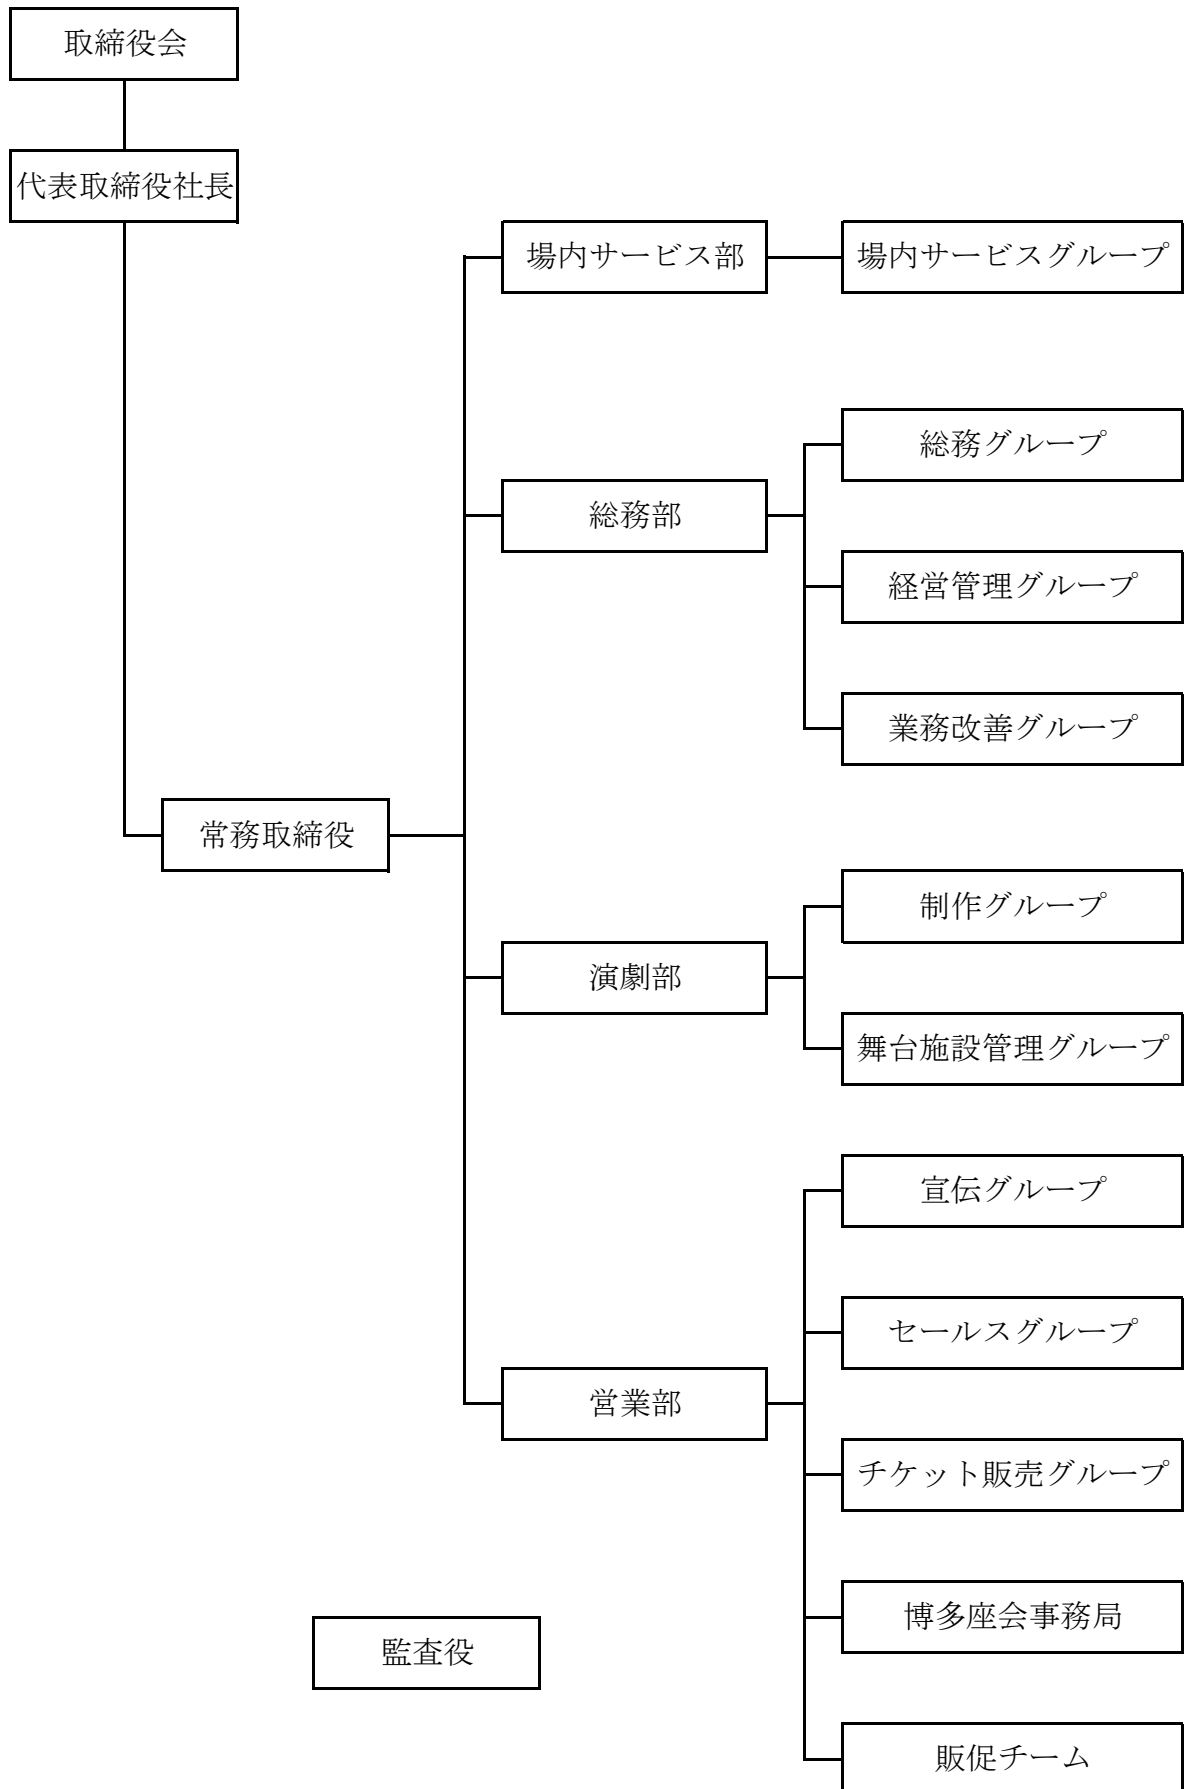 取締役会
代表取締役社長
場内サービス部
場内サービスグループ
総務グループ
総務部
経営管理グループ
業務改善グループ
常務取締役
制作グループ
演劇部
舞台施設管理グループ
宣伝グループ
セールスグループ
営業部
チケット販売グループ
博多座会事務局
監査役
販促チーム